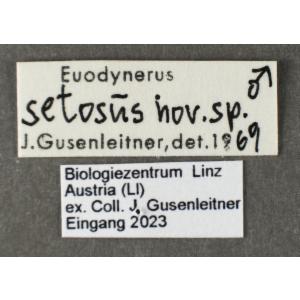 Euodynerus ♂
setosus nov.sp.
J.Gusenleitner,det.1969
Biologiezentrum Linz
Austria (LI)
ex. Coll. J. Gusenleitner
Eingang 2023